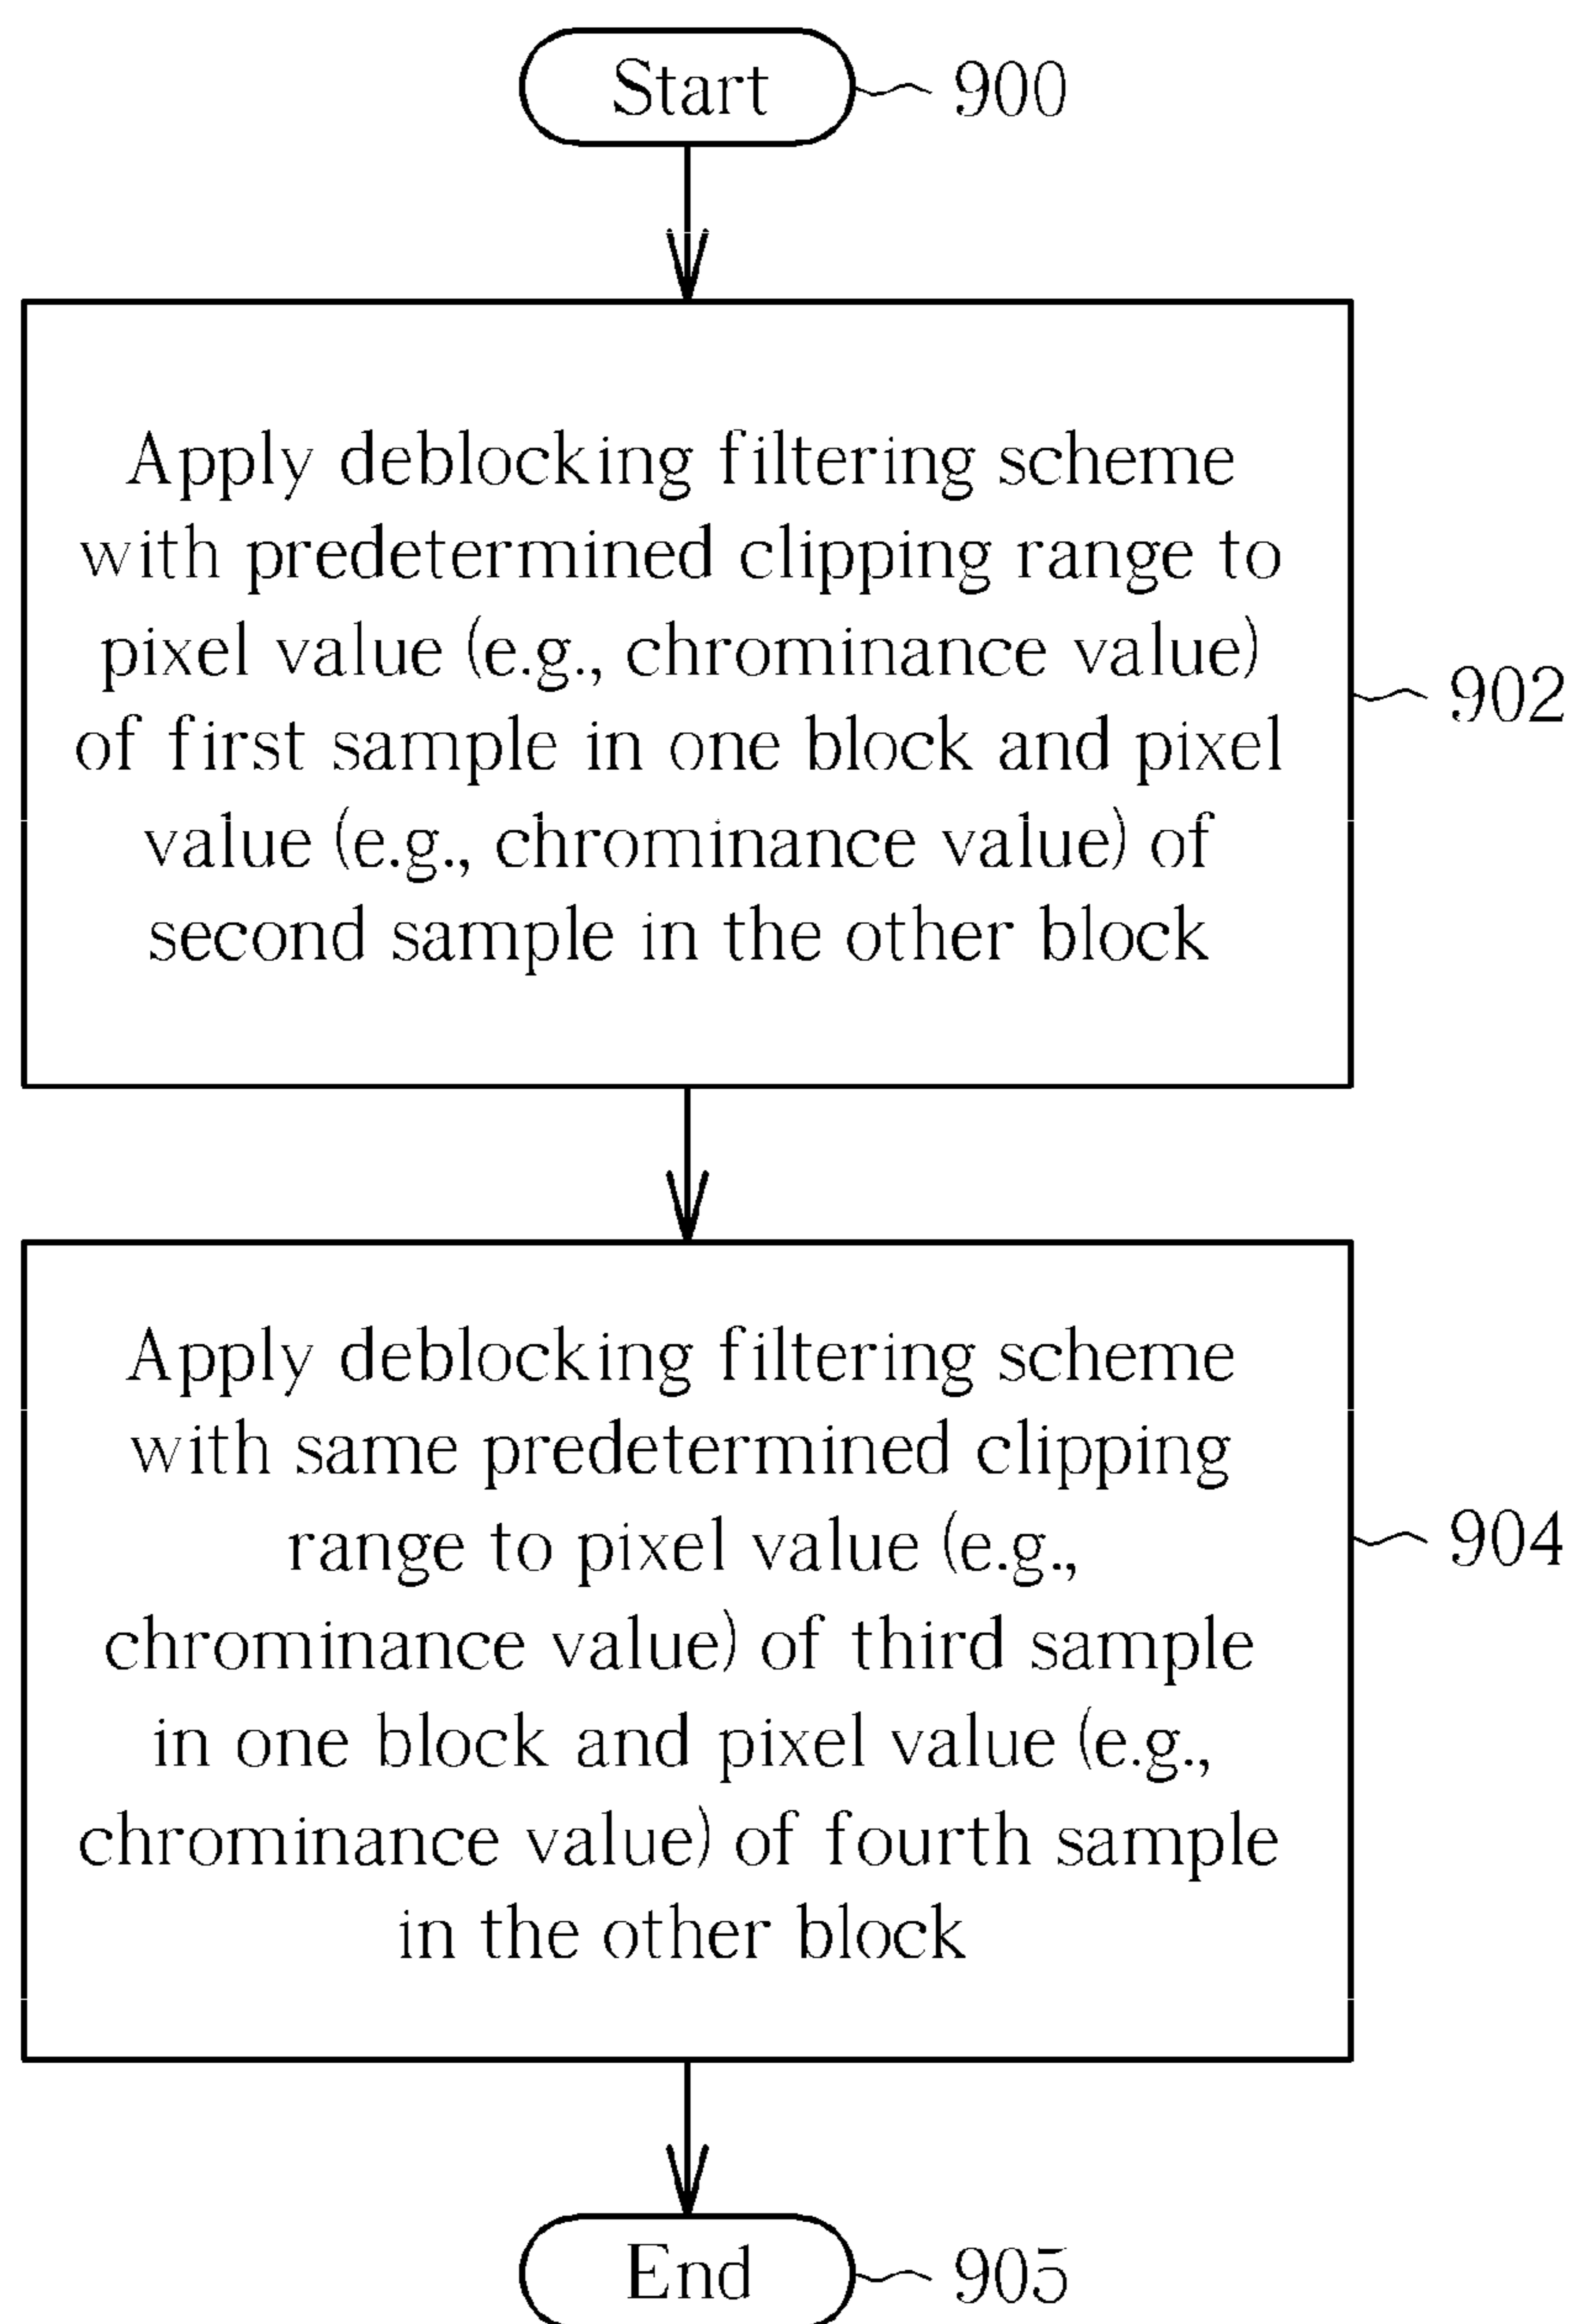 Start 900
Apply deblocking filtering scheme
with predetermined clipping range to
pixel value (e.g., chrominance value)
of first sample in one block and pixel
value (e.g., chrominance value) of
second sample in the other block
902
Apply deblocking filtering scheme
with same predetermined clipping
range to pixel value (e.g.,
chrominance value) of third sample
in one block and pixel value (e.g.,
chrominance value) of fourth sample
in the other block
904
End 905